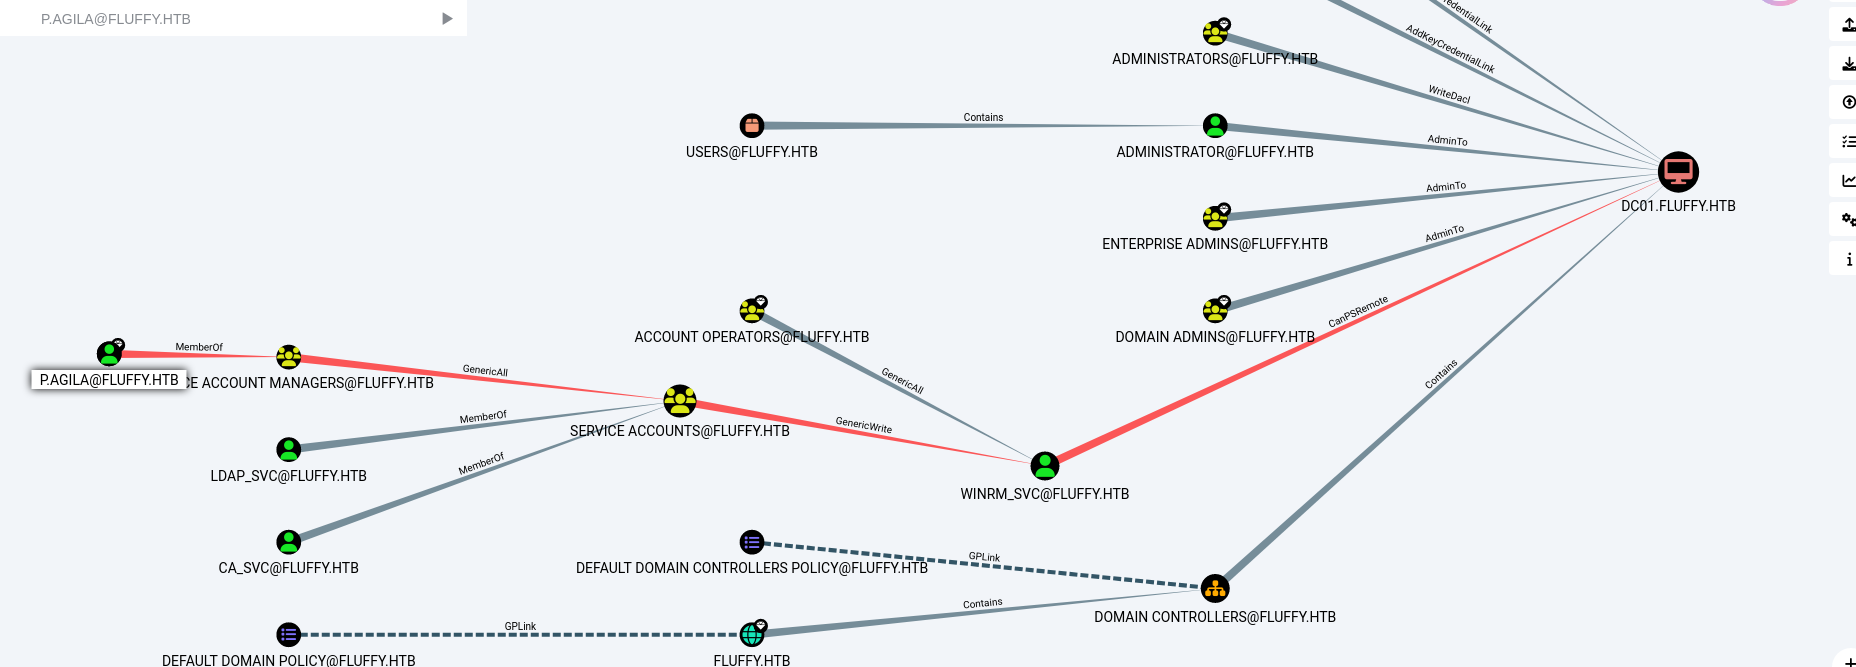 P.AGILA@FLUFFY.HTB
AddKeyCredentialLink
ADMINISTRATORS@FLUFFY.HTB
WriteDacl
Contains
AdminTo
USERS@FLUFFY.HTB
ADMINISTRATOR@FLUFFY.HTB
AdminTo
DC01.FLUFFY.HTB
ENTERPRISE ADMINS@FLUFFY.HTB
AdminTo
CanPSRemote
ACCOUNT OPERATORS@FLUFFY.HTB
DOMAIN ADMINS@FLUFFY.HTB
MemberOf
GenericAll
GenericAll
Contains
P.AGILA@FLUFFY.HTB
CE ACCOUNT MANAGERS@FLUFFY.HTB
MemberOf
GenericWrite
SERVICE ACCOUNTS@FLUFFY.HTB
MemberOf
LDAP_SVC@FLUFFY.HTB
WINRM_SVC@FLUFFY.HTB
GPLink
CA_SVC@FLUFFY.HTB
DEFAULT DOMAIN CONTROLLERS POLICY@FLUFFY.HTB
Contains
DOMAIN CONTROLLERS@FLUFFY.HTB
GPLink
DEFAULT DOMAIN POLICY@FLUFFY.HTB
FLUFFY.HTB